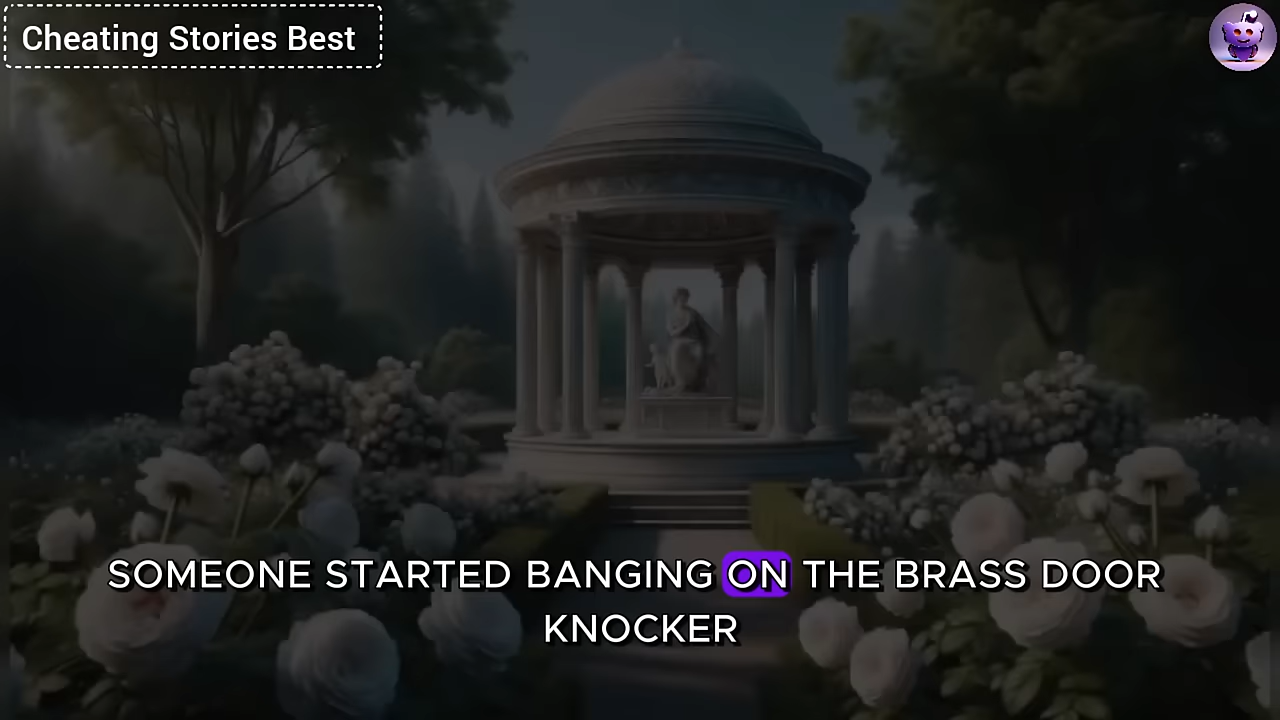 Cheating Stories Best
SOMEONE STARTED BANGING ON THE BRASS DOOR
KNOCKER